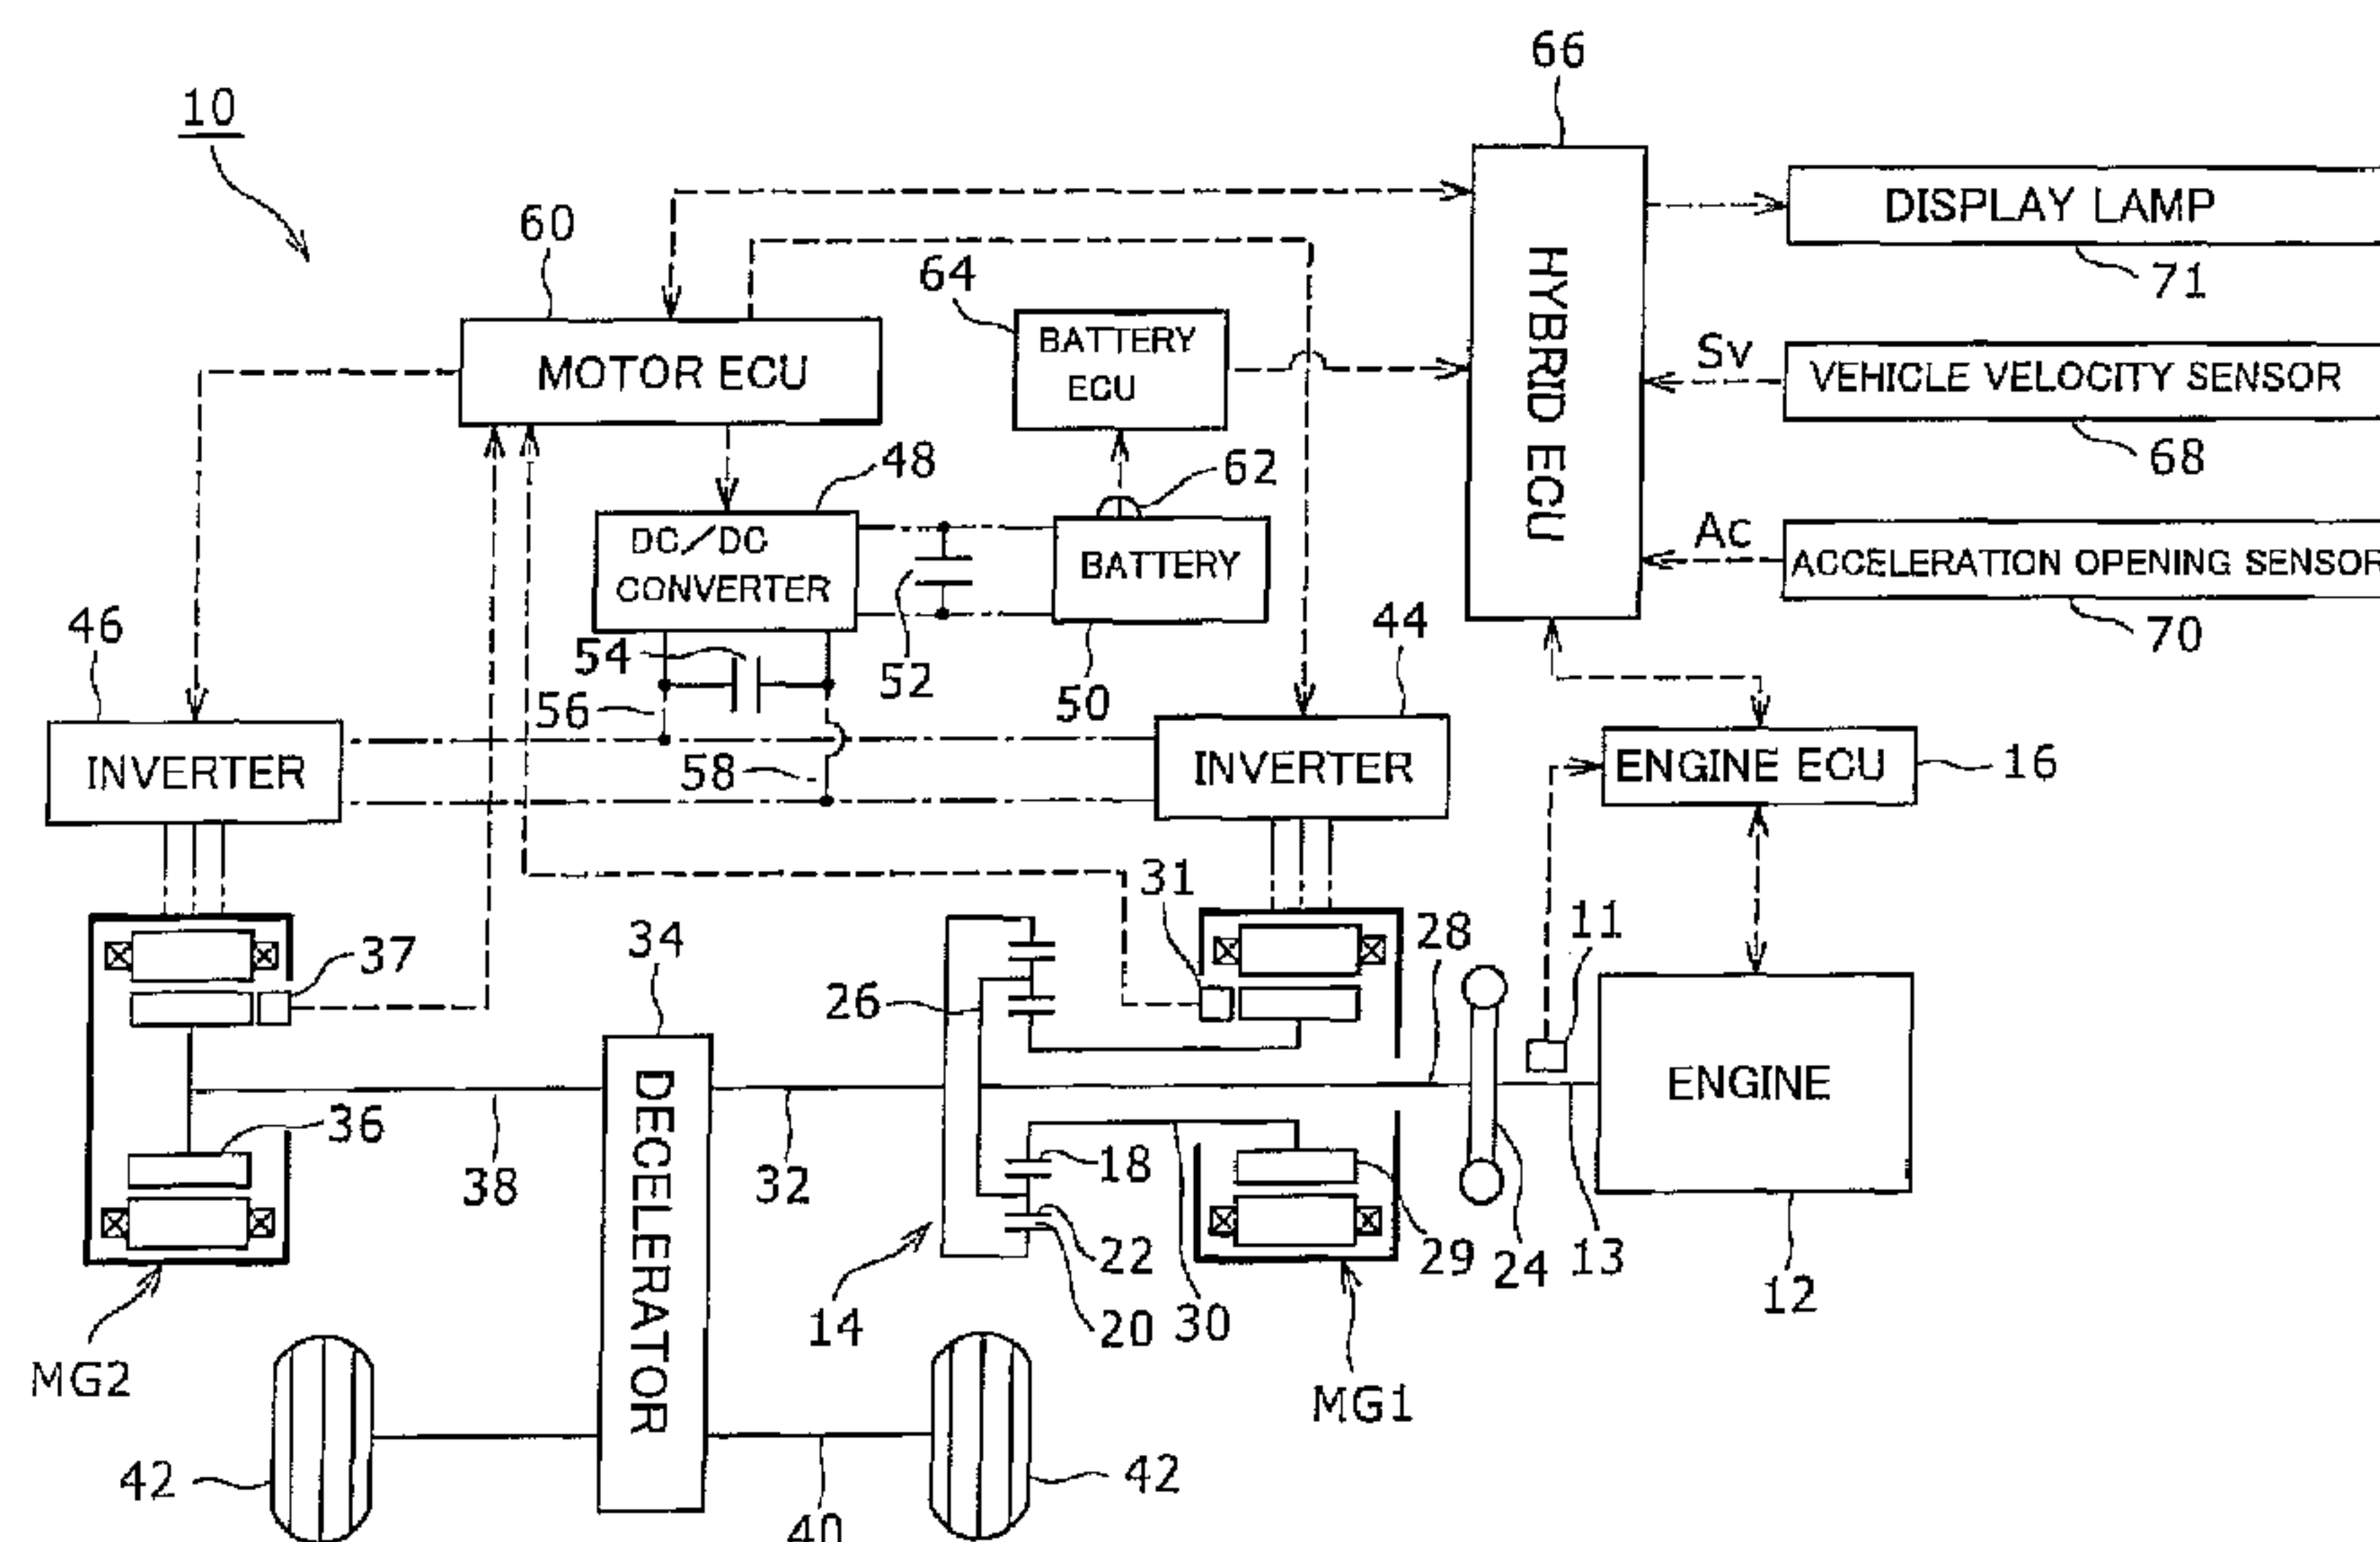 66
10
DISPLAY LAMP
60
64
71
HYBRID ECU
BATTERY
ECU
MOTOR ECU
Sv
VEHICLE VELOCITY SENSOR
48
62
68
DC/DC
CONVERTER
BATTERY
Ac
ACCELERATION OPENING SENSOR
46
54
52
44
70
56
50
INVERTER
58
INVERTER
ENGINE ECU
16
31
11
34
28
37
26
ENGINE
DECELERATOR
36
18
38
32
22
29
24
13
14
20
30
12
MG2
MG1
42
42
40